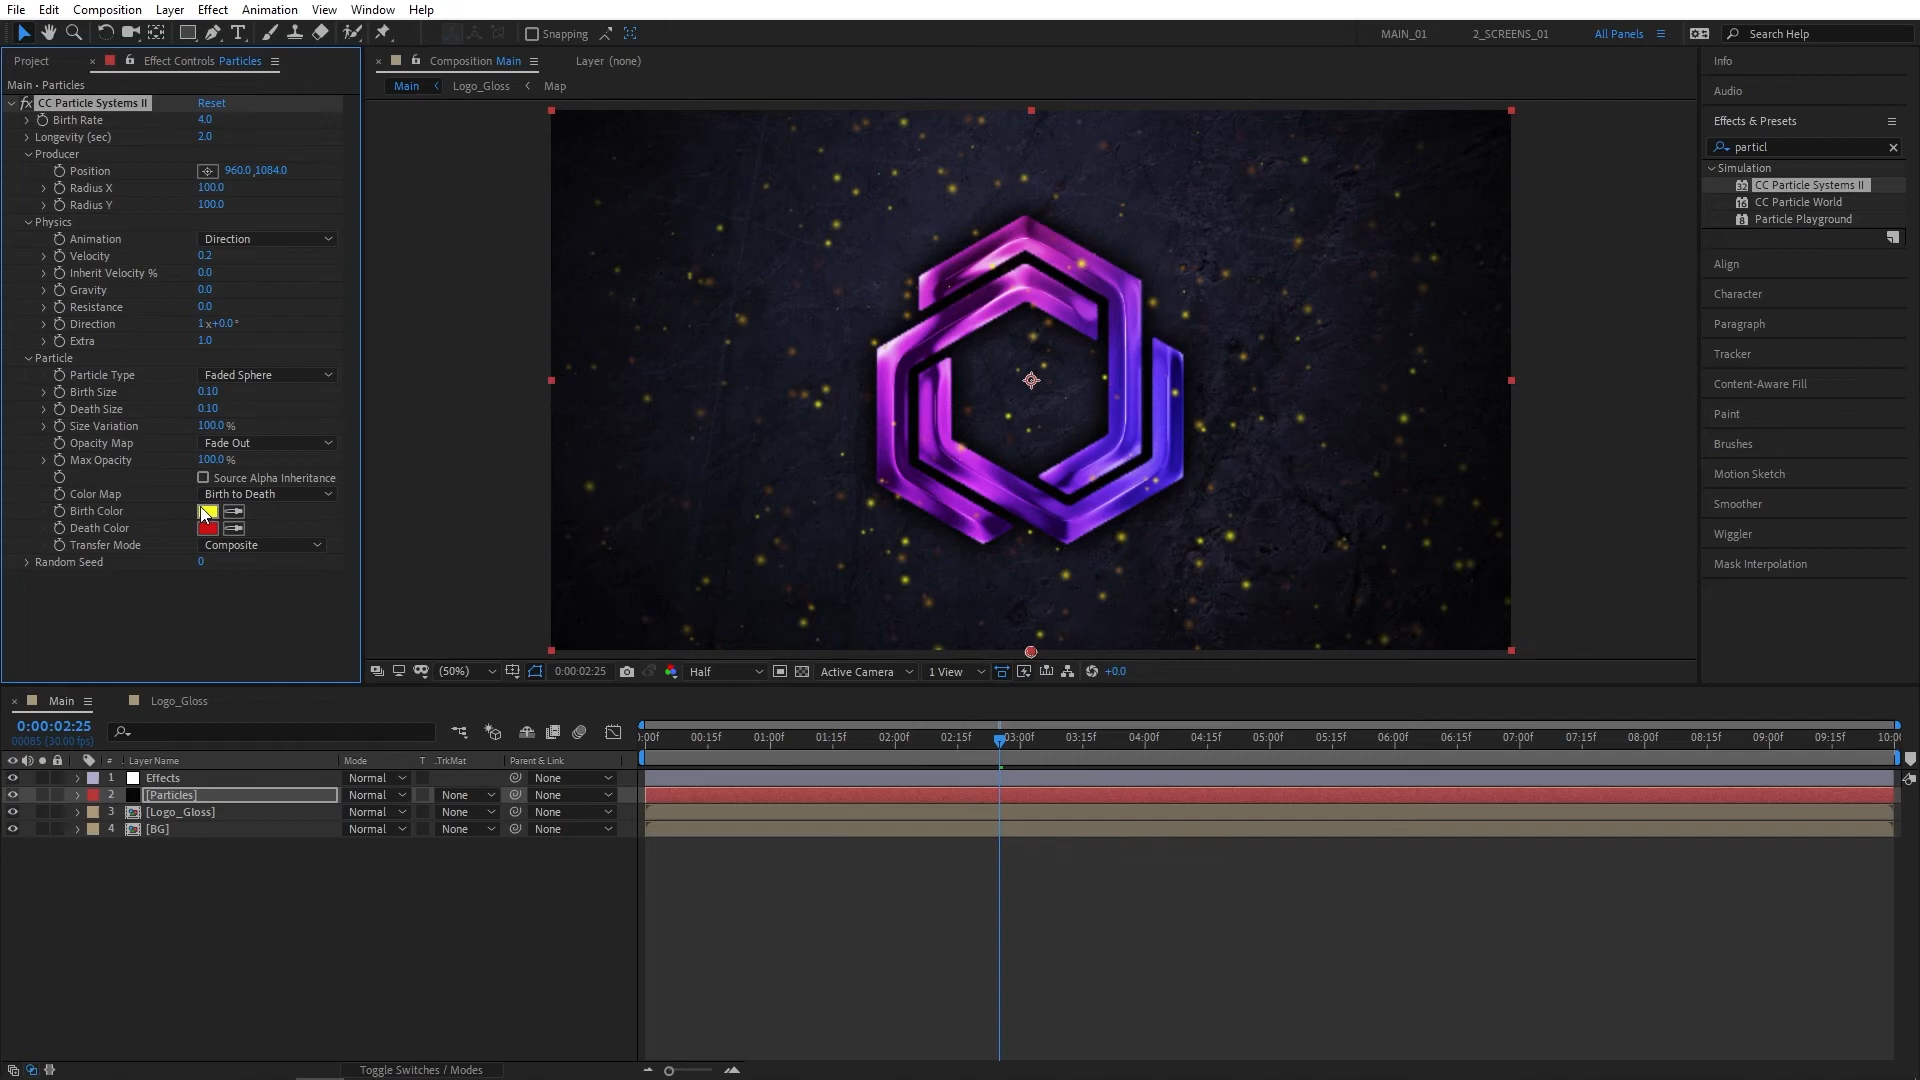 File Edit Composition Layer Effect Animation View Window Help
Snapping MAIN_01 2_SCREENS_01 All Panels Search Help
Project × Effect Controls Particles × Composition Main Layer (none) Info
Main • Particles Main < Logo_Gloss < Map
Audio
fx CC Particle Systems II Reset
Birth Rate 4.0 Effects & Presets
Longevity (sec) 2.0 particl
Producer Simulation
Position 960.0,1084.0 32 CC Particle Systems II
Radius X 100.0 16 CC Particle World
Radius Y 100.0 8 Particle Playground
Physics
Animation Direction
Velocity 0.2 Align
Inherit Velocity % 0.0
Gravity 0.0 Character
Resistance 0.0
Direction 1x+0.0° Paragraph
Extra 1.0
Particle Tracker
Particle Type Faded Sphere
Birth Size 0.10 Content-Aware Fill
Death Size 0.10 Paint
Size Variation 100.0 %
Opacity Map Fade Out Brushes
Max Opacity 100.0 %
Source Alpha Inheritance Motion Sketch
Color Map Birth to Death
Birth Color Smoother
Death Color Wiggler
Transfer Mode Composite
Random Seed 0 Mask Interpolation
(50%) 0:00:02:25 Half Active Camera 1 View +0.0
× Main Logo_Gloss
0:00:02:25
00085 (30.00 fps)
):00f 00:15f 01:00f 01:15f 02:00f 02:15f 03:00f 03:15f 04:00f 04:15f 05:00f 05:15f 06:00f 06:15f 07:00f 07:15f 08:00f 08:15f 09:00f 09:15f 10:00
# Layer Name Mode T .TrkMat Parent & Link
1 Effects Normal None
2 [Particles] Normal None None
3 [Logo_Gloss] Normal None None
4 [BG] Normal None None
Toggle Switches / Modes